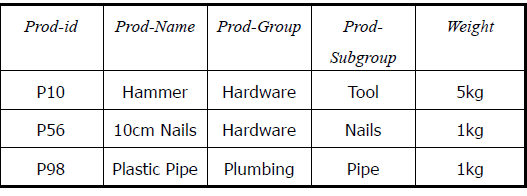 Prod-id Prod-Name Prod-Group Prod-Subgroup Weight
P10 Hammer Hardware Tool 5kg
P56 10cm Nails Hardware Nails 1kg
P98 Plastic Pipe Plumbing Pipe 1kg